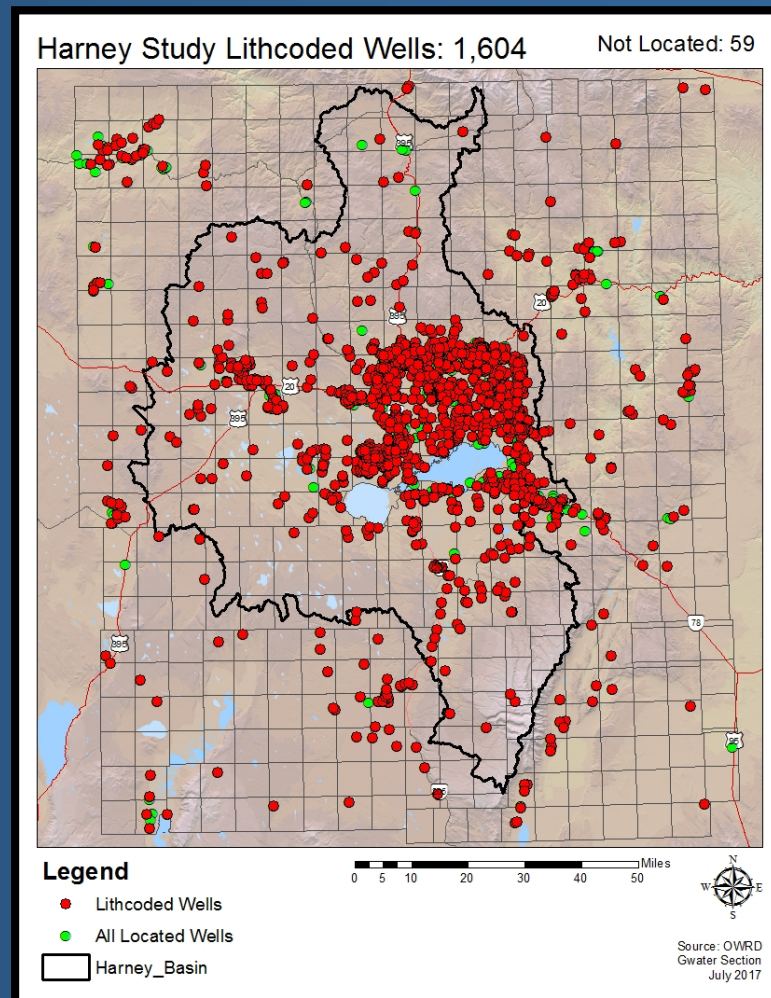 Harney Study Lithcoded Wells: 1,604
Not Located: 59
395
20
395
20
395
78
395
95
Legend
Lithcoded Wells
All Located Wells
Harney_Basin
0 5 10 20 30 40 50 Miles
N
W E
S
Source: OWRD
Gwater Section
July 2017